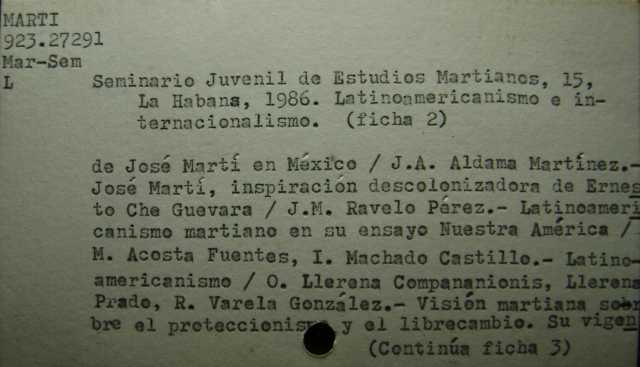 MARTI
923.27291
Mar-Sem
L Seminario Juvenil de Estudios Martianos, 15,
La Habana, 1986. Latinoamericanismo e in-
ternacionalismo. (ficha 2)
de José Martí en México / J.A. Aldama Martínez.-
José Martí, inspiración descolonizadora de Ernes
to Che Guevara / J.M. Ravelo Pérez.- Latinoameri
canismo martiano en su ensayo Nuestra América /
M. Acosta Fuentes, I. Machado Castillo.- Latino-
americanismo / O. Llerena Companionis, Llerena
Prado, R. Varela González.- Visión martiana sob
bre el proteccionismo y el librecambio. Su vigen
(Continúa ficha 3)